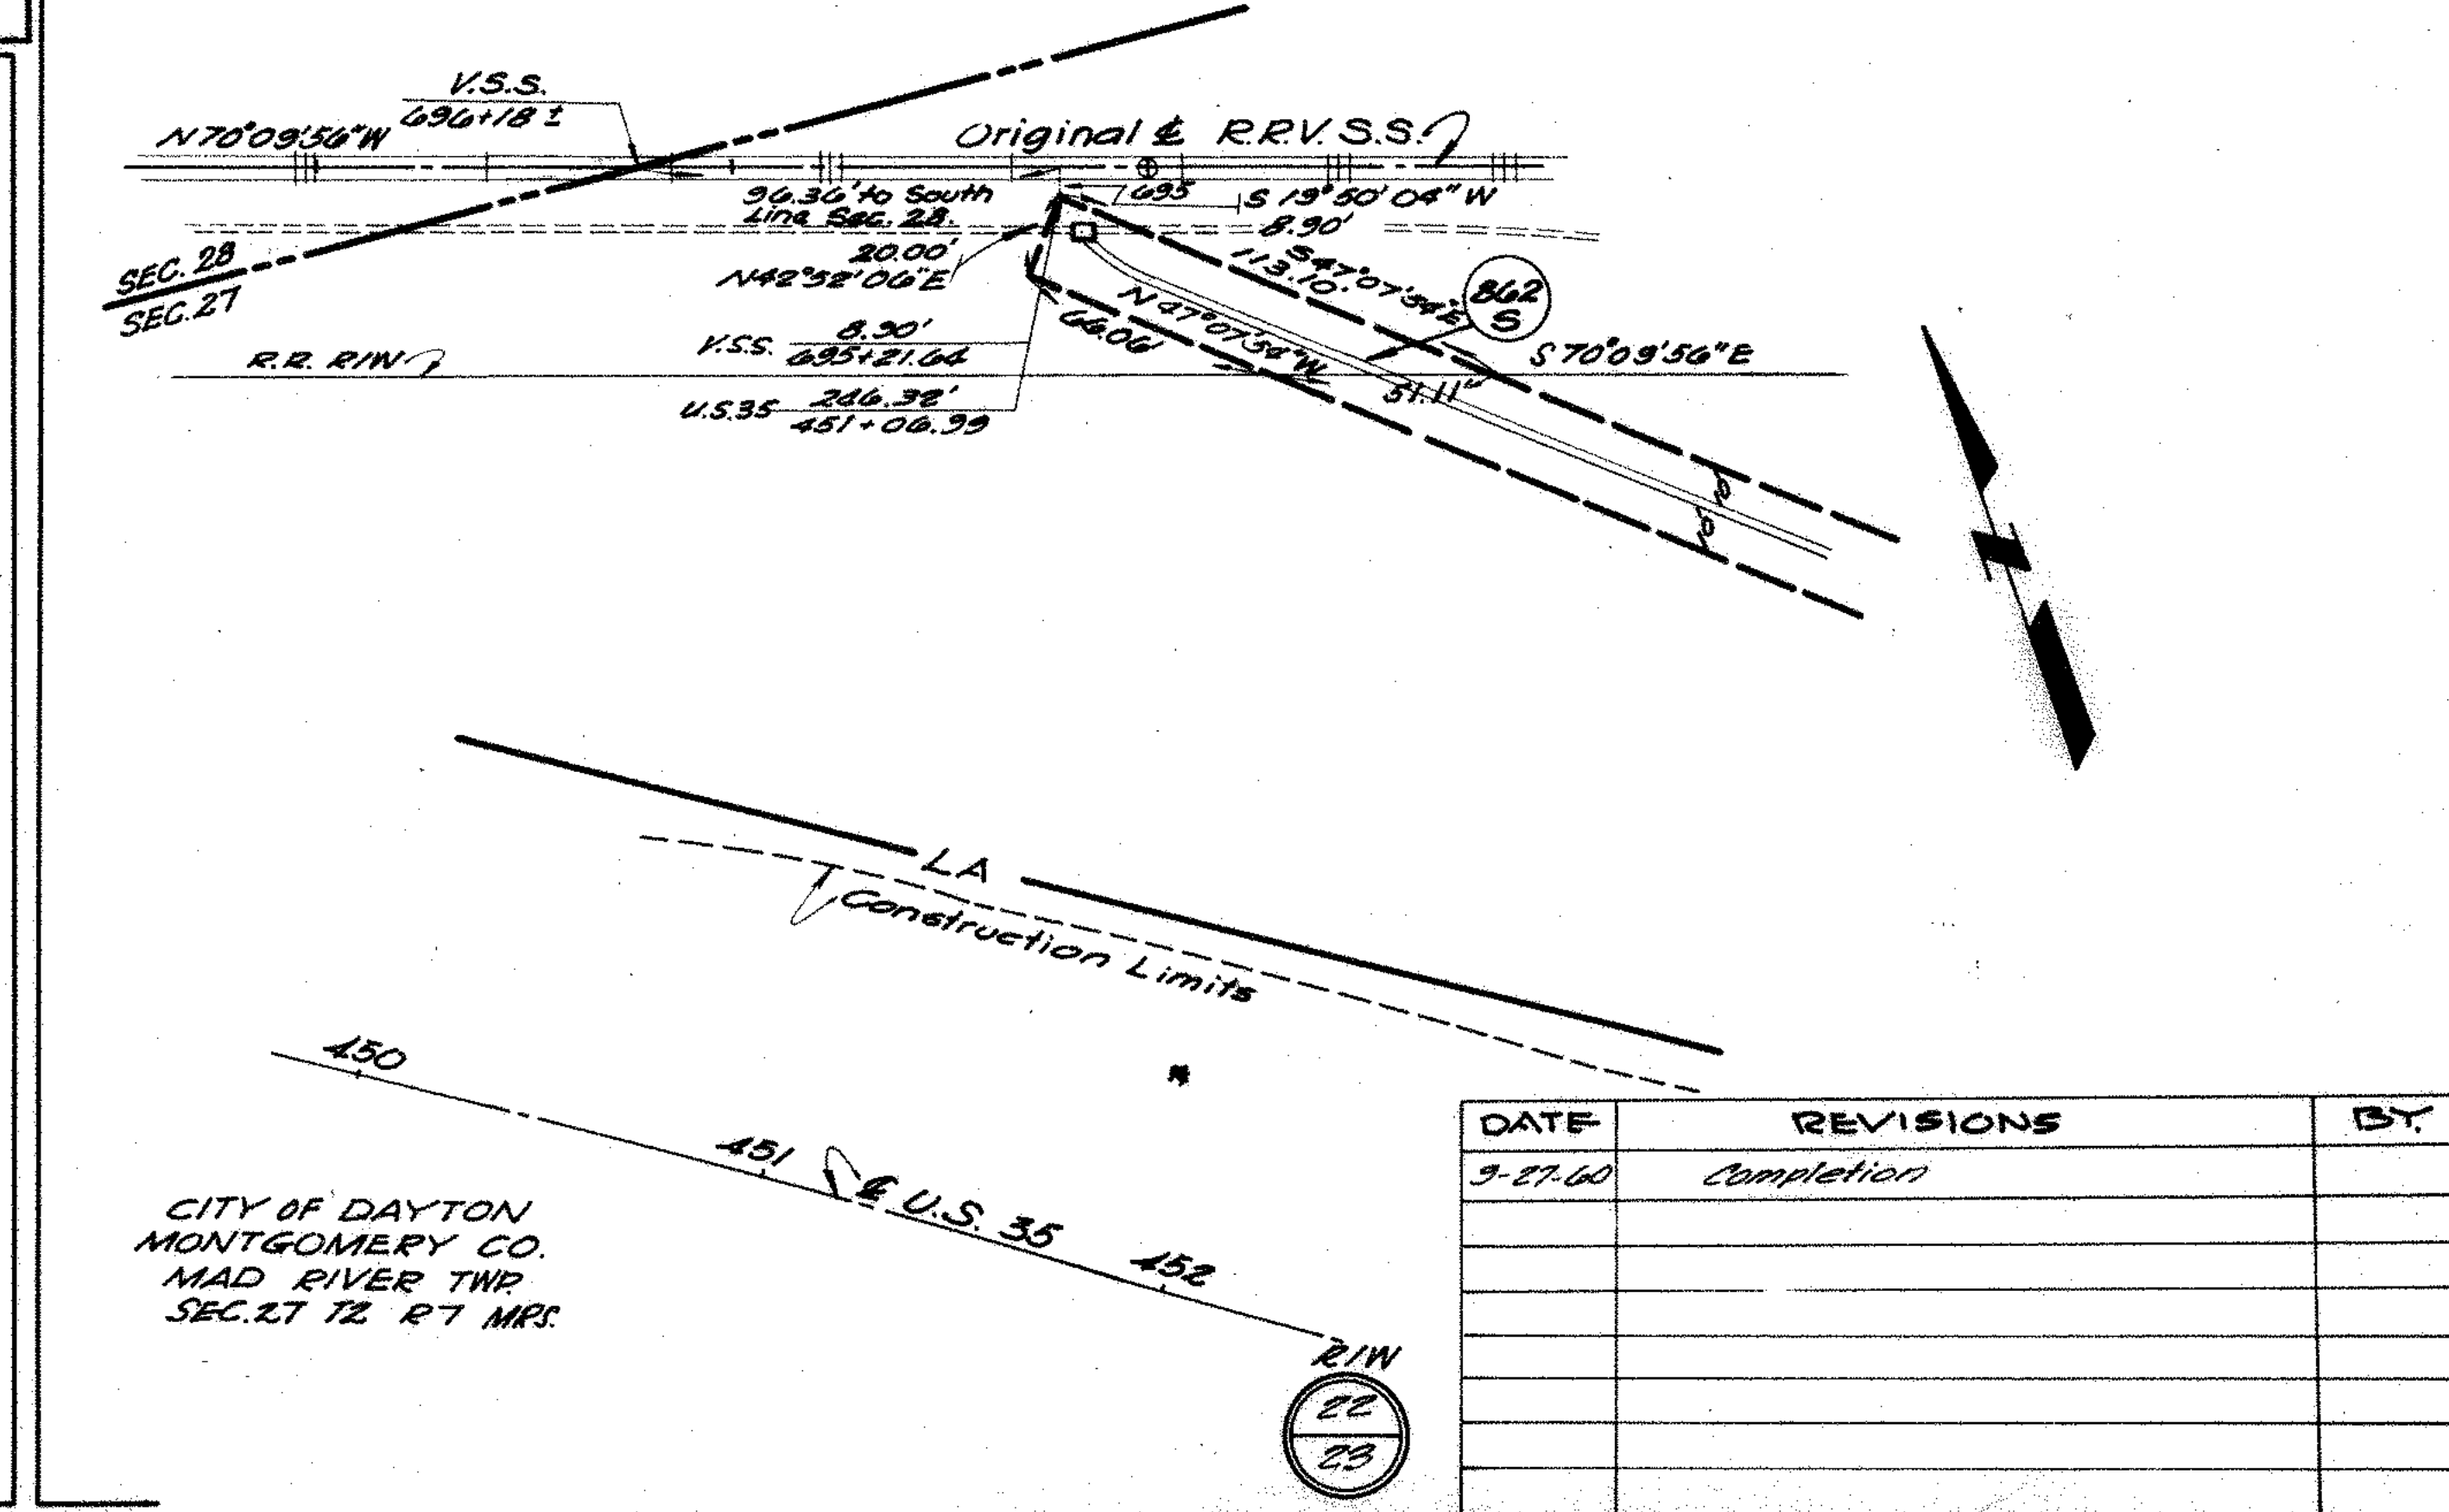 V.S.S.
696+18 ±
N70°09'56"W
Original ℄ R.R.V.S.S.
96.36' to South
Line Sec. 28.
695
S 19°50'04" W
8.90'
20.00'
N42°52'06"E
SEC. 28
SEC. 27
S47°07'54"E
113.10'
862
S
N47°07'54"W
66.06'
V.S.S. 8.90'
695+21.64
R.R. R/W
S70°09'56"E
51.11'
U.S.35 246.32'
451+06.99
LA
Construction Limits
450
451
℄ U.S. 35
452
CITY OF DAYTON
MONTGOMERY CO.
MAD RIVER TWP.
SEC.27 T2 R7 MRS.
R/W
22
23
DATE REVISIONS BY.
9-27-60 Completion